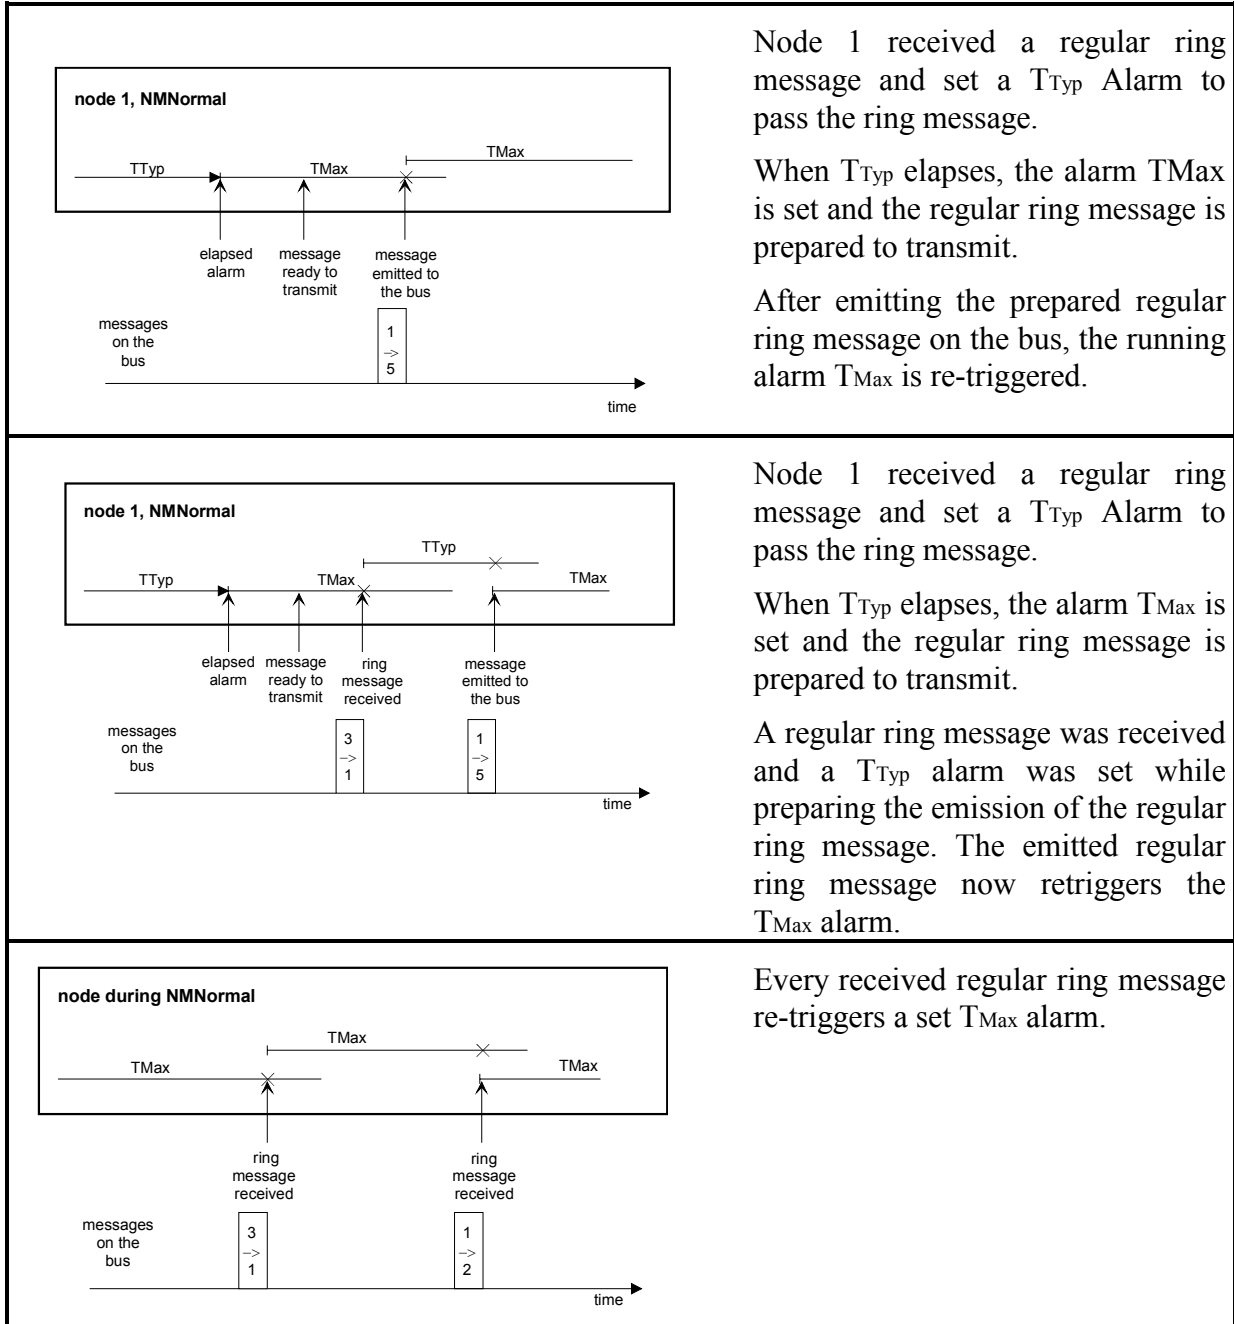 node 1, NMNormal
TTyp
TMax
TMax
elapsed
alarm
message
ready to
transmit
message
emitted to
the bus
messages
on the
bus
1
->
5
time
Node 1 received a regular ring
message and set a TTyp Alarm to
pass the ring message.
When TTyp elapses, the alarm TMax
is set and the regular ring message is
prepared to transmit.
After emitting the prepared regular
ring message on the bus, the running
alarm TMax is re-triggered.
node 1, NMNormal
TTyp
TTyp
TMax
TMax
elapsed
alarm
message
ready to
transmit
ring
message
received
message
emitted to
the bus
messages
on the
bus
3
->
1
1
->
5
time
Node 1 received a regular ring
message and set a TTyp Alarm to
pass the ring message.
When TTyp elapses, the alarm TMax is
set and the regular ring message is
prepared to transmit.
A regular ring message was received
and a TTyp alarm was set while
preparing the emission of the regular
ring message. The emitted regular
ring message now retriggers the
TMax alarm.
node during NMNormal
TMax
TMax
TMax
ring
message
received
ring
message
received
messages
on the
bus
3
->
1
1
->
2
time
Every received regular ring message
re-triggers a set TMax alarm.